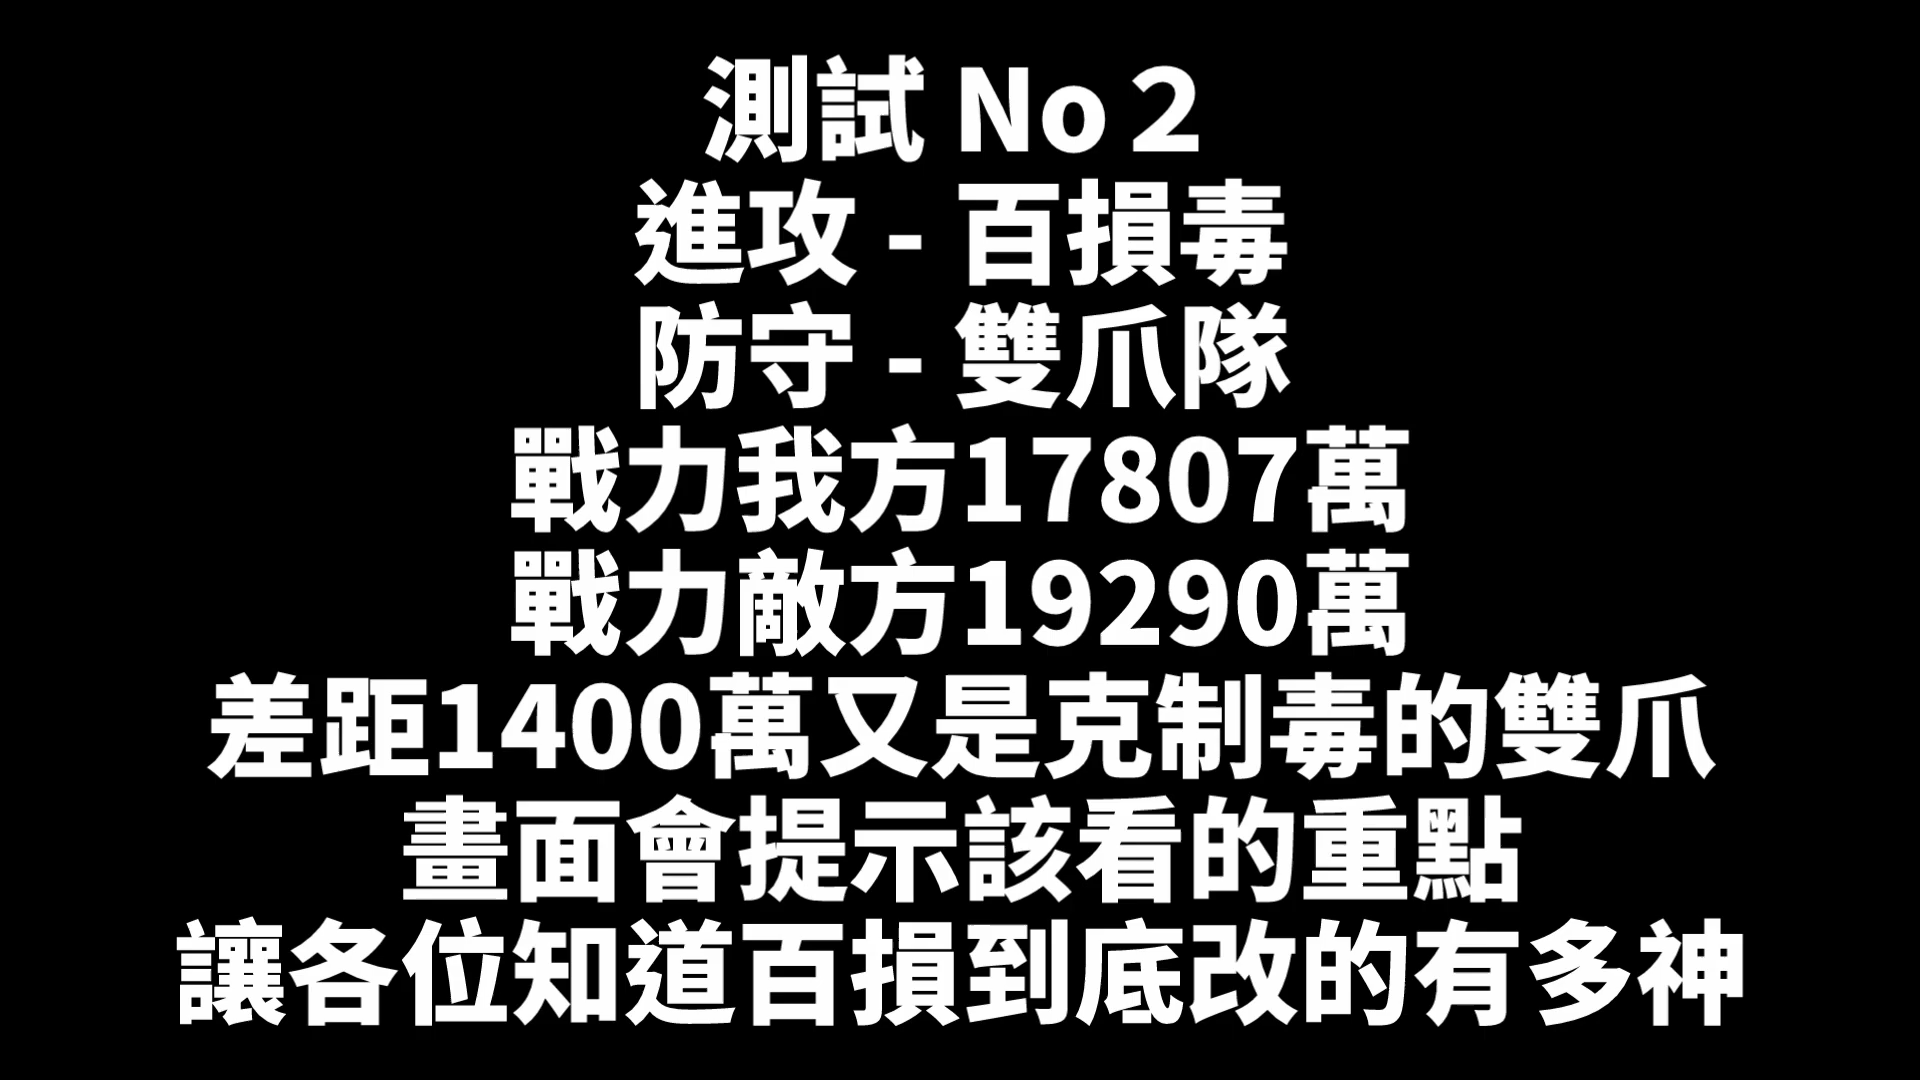 測試 No２
進攻 - 百損毒
防守 - 雙爪隊
戰力我方17807萬
戰力敵方19290萬
差距1400萬又是克制毒的雙爪
畫面會提示該看的重點
讓各位知道百損到底改的有多神